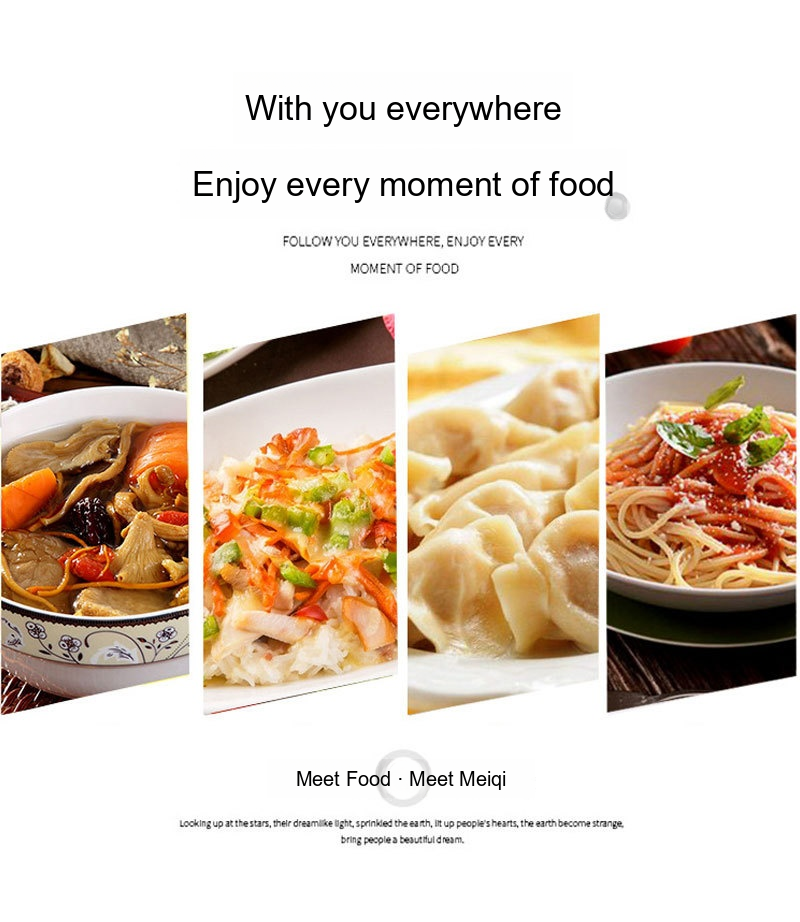 With you everywhere
Enjoy every moment of food
FOLLOW YOU EVERYWHERE, ENJOY EVERY
MOMENT OF FOOD
Meet Food · Meet Meiqi
Looking up at the stars, their dreamlike light, sprinkled the earth, lit up people's hearts, the earth become strange,
bring people a beautiful dream.